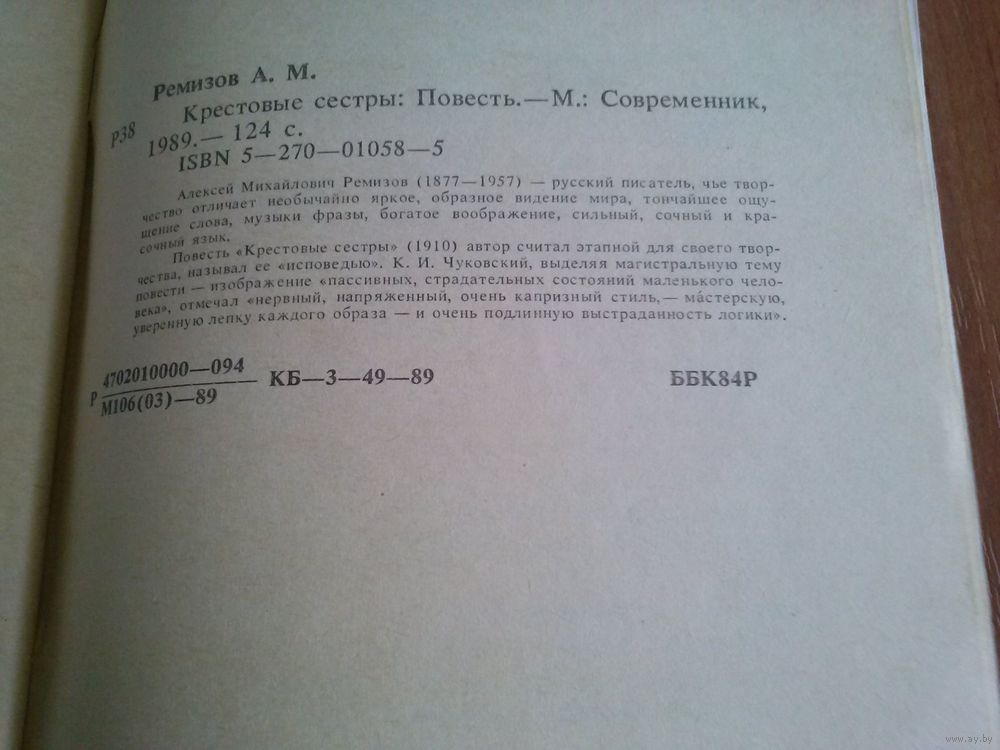 Ремизов А. М.
Р38
Крестовые сестры: Повесть.—М.: Современник,
1989.— 124 с.
ISBN 5—270—01058—5
Алексей Михайлович Ремизов (1877—1957) — русский писатель, чье твор-
чество отличает необычайно яркое, образное видение мира, тончайшее ощу-
щение слова, музыки фразы, богатое воображение, сильный, сочный и кра-
сочный язык.
Повесть «Крестовые сестры» (1910) автор считал этапной для своего твор-
чества, называл ее «исповедью». К. И. Чуковский, выделяя магистральную тему
повести — изображение «пассивных, страдательных состояний маленького чело-
века», отмечал «нервный, напряженный, очень капризный стиль,— мастерскую,
уверенную лепку каждого образа — и очень подлинную выстраданность логики».
Р 4702010000—094
М106(03)—89
КБ—3—49—89
ББК84Р
www.ay.by